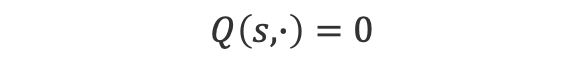 Q(s,·) = 0